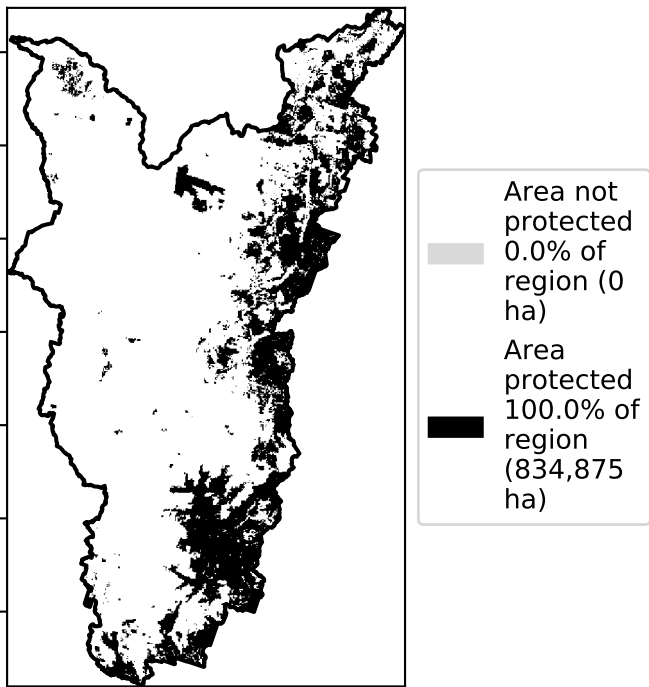 Area not
protected
0.0% of
region (0
ha)
Area
protected
100.0% of
region
(834,875
ha)